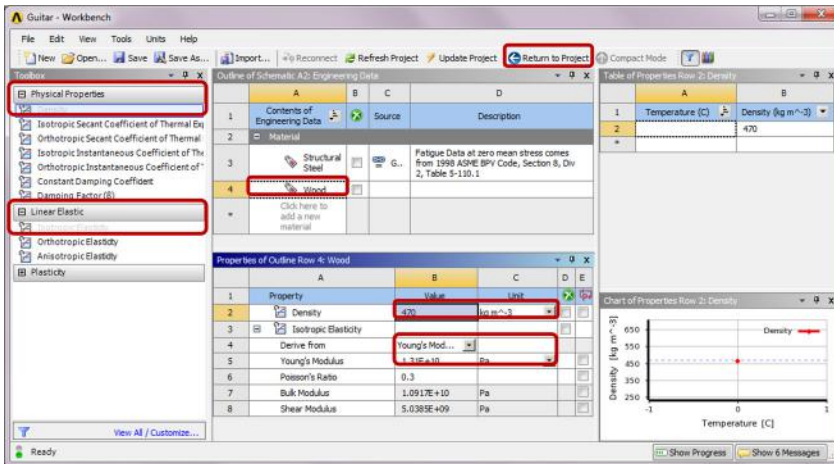 Guitar - Workbench
File Edit View Tools Units Help
New Open... Save Save As... Import... Reconnect Refresh Project Update Project Return to Project Compact Mode
Toolbox
Physical Properties
Density
Isotropic Secant Coefficient of Thermal Exp
Orthotropic Secant Coefficient of Thermal
Isotropic Instantaneous Coefficient of The
Orthotropic Instantaneous Coefficient of
Constant Damping Coefficient
Damping Factor (β)
Linear Elastic
Isotropic Elasticity
Orthotropic Elasticity
Anisotropic Elasticity
Plasticity
View All / Customize...
Outline of Schematic A2: Engineering Data
A B C D
1 Contents of Engineering Data Source Description
2 Material
3 Structural Steel G.. Fatigue Data at zero mean stress comes
from 1998 ASME BPV Code, Section 8, Div
2, Table 5-110.1
4 Wood
* Click here to
add a new
material
Properties of Outline Row 4: Wood
A B C D E
1 Property Value Unit
2 Density 470 kg m^-3
3 Isotropic Elasticity
4 Derive from Young's Mod...
5 Young's Modulus 1.31E+10 Pa
6 Poisson's Ratio 0.3
7 Bulk Modulus 1.0917E+10 Pa
8 Shear Modulus 5.0385E+09 Pa
Table of Properties Row 2: Density
A B
1 Temperature (C) Density (kg m^-3)
2 470
*
Chart of Properties Row 2: Density
Density [kg m^-3]
650
550
450
350
250
Density
-1 0 1
Temperature [C]
Ready
Show Progress Show 6 Messages